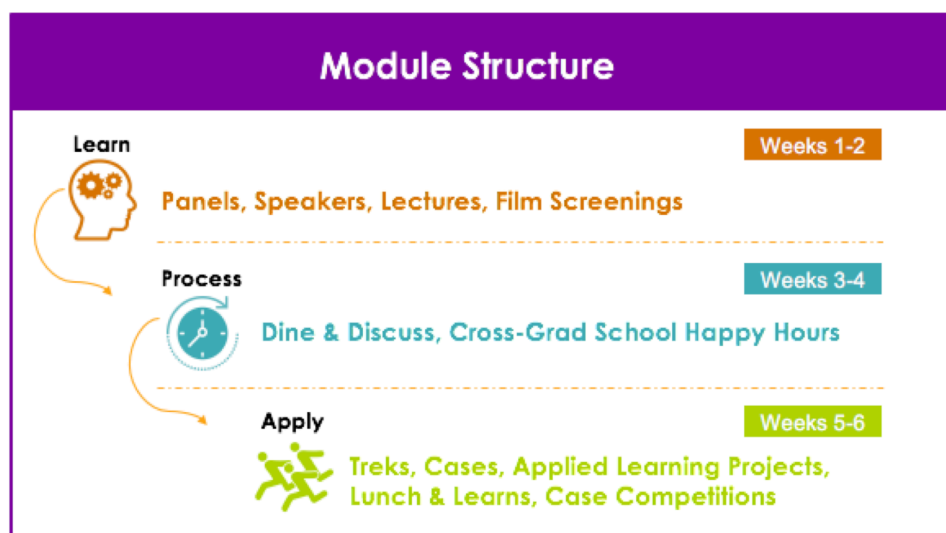 Module Structure
Learn
Weeks 1-2
Panels, Speakers, Lectures, Film Screenings
Process
Weeks 3-4
Dine & Discuss, Cross-Grad School Happy Hours
Apply
Weeks 5-6
Treks, Cases, Applied Learning Projects,
Lunch & Learns, Case Competitions